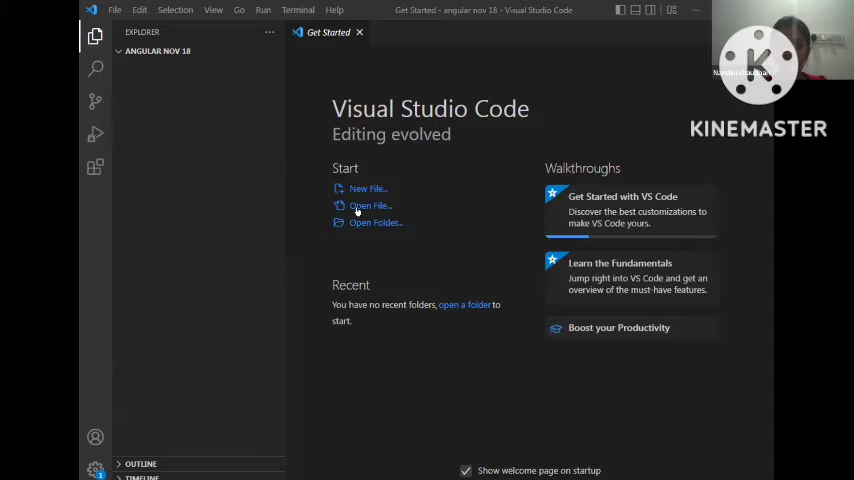 File Edit Selection View Go Run Terminal Help
Get Started - angular nov 18 - Visual Studio Code
EXPLORER
Get Started
ANGULAR NOV 18
K
KINEMASTER
Visual Studio Code
Editing evolved
Start
New File...
Open File...
Open Folder...
Recent
You have no recent folders, open a folder to
start.
Walkthroughs
Get Started with VS Code
Discover the best customizations to
make VS Code yours.
Learn the Fundamentals
Jump right into VS Code and get an
overview of the must-have features.
Boost your Productivity
OUTLINE
1
TIMELINE
Show welcome page on startup